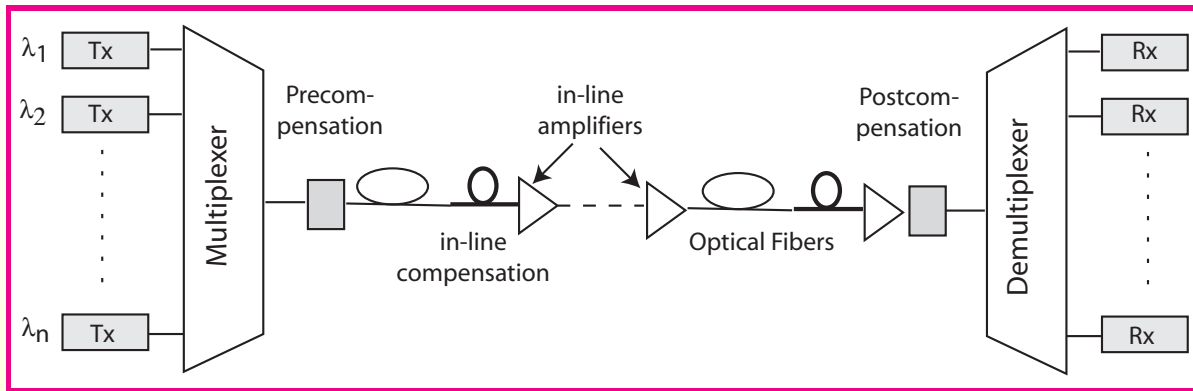 λ1
Tx
λ2
Tx
λn
Tx
Multiplexer
Precom-
pensation
in-line
compensation
in-line
amplifiers
Optical Fibers
Postcom-
pensation
Demultiplexer
Rx
Rx
Rx